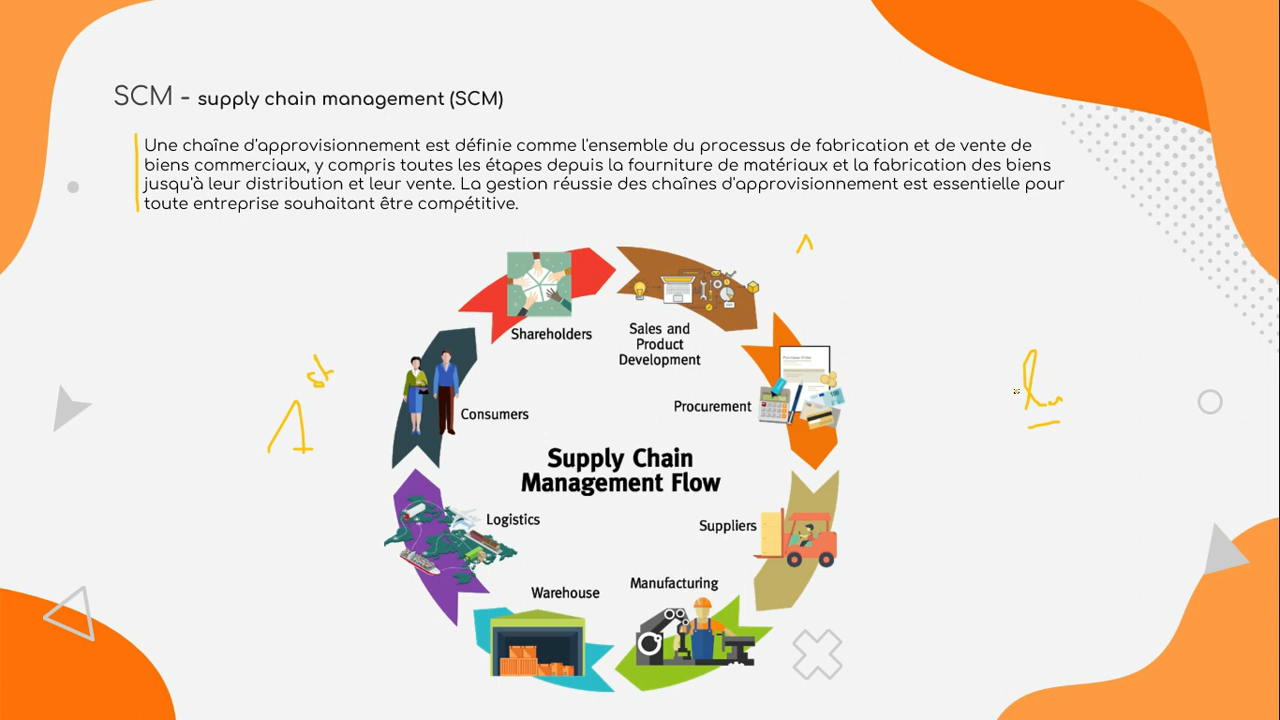 SCM - supply chain management (SCM)
Une chaîne d'approvisionnement est définie comme l'ensemble du processus de fabrication et de vente de
biens commerciaux, y compris toutes les étapes depuis la fourniture de matériaux et la fabrication des biens
jusqu'à leur distribution et leur vente. La gestion réussie des chaînes d'approvisionnement est essentielle pour
toute entreprise souhaitant être compétitive.
Shareholders
Sales and
Product
Development
Procurement
Consumers
Supply Chain
Management Flow
Logistics
Suppliers
Manufacturing
Warehouse